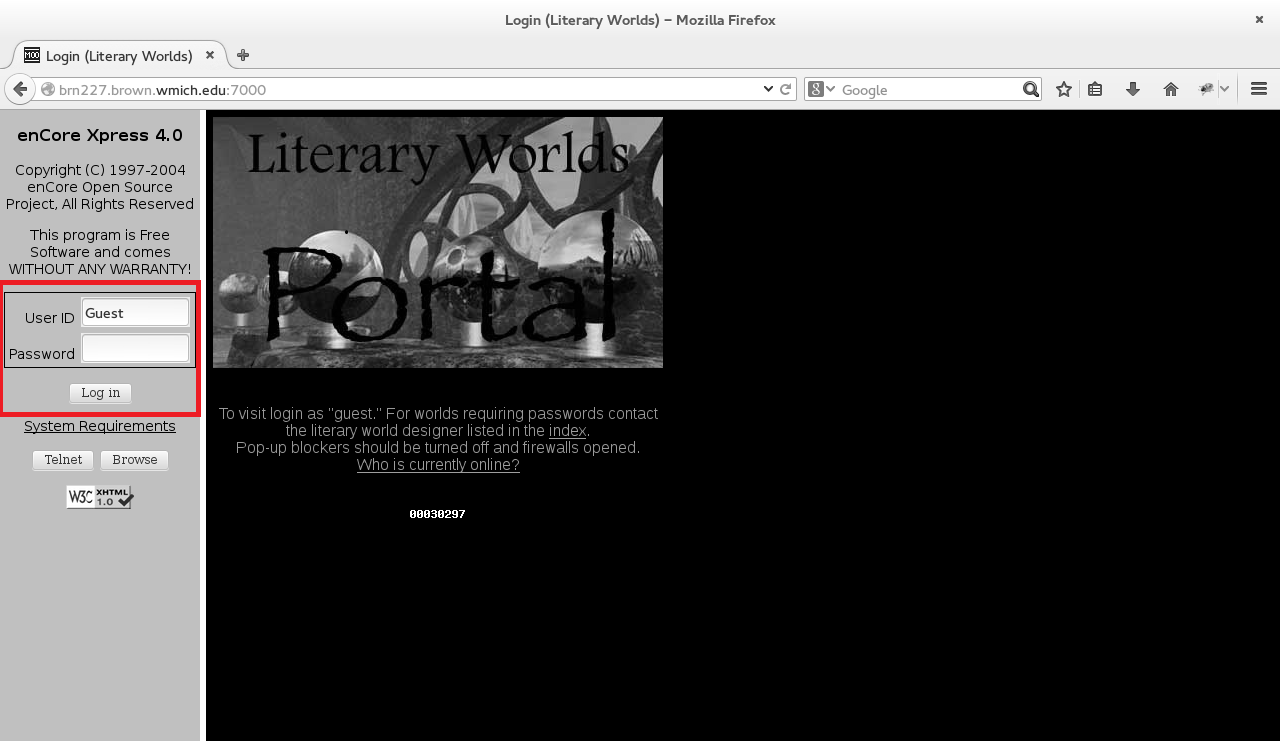 Login (Literary Worlds) – Mozilla Firefox
MOO Login (Literary Worlds)
brn227.brown.wmich.edu:7000
Google
enCore Xpress 4.0
Copyright (C) 1997-2004
enCore Open Source
Project, All Rights Reserved
This program is Free
Software and comes
WITHOUT ANY WARRANTY!
User ID Guest
Password
Log in
System Requirements
Telnet Browse
W3C XHTML 1.0
Literary Worlds
Portal
To visit login as "guest." For worlds requiring passwords contact
the literary world designer listed in the index.
Pop-up blockers should be turned off and firewalls opened.
Who is currently online?
00030297